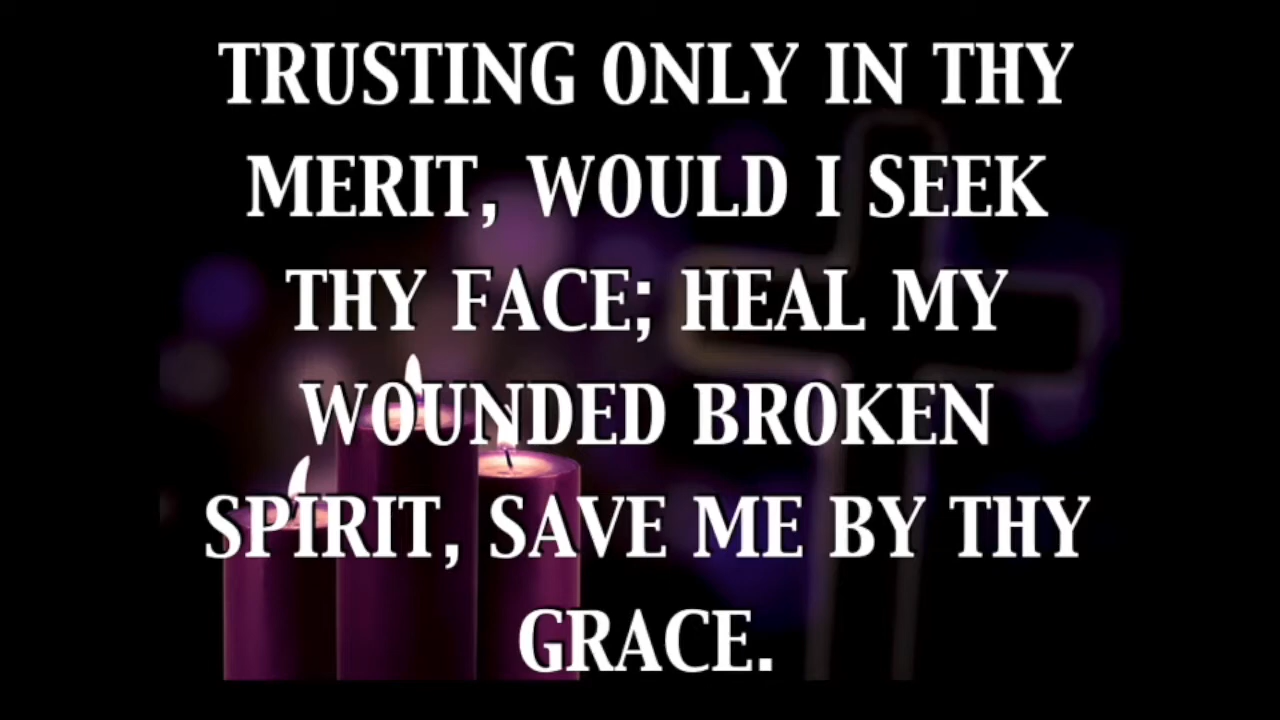 TRUSTING ONLY IN THY
MERIT, WOULD I SEEK
THY FACE; HEAL MY
WOUNDED BROKEN
SPIRIT, SAVE ME BY THY
GRACE.